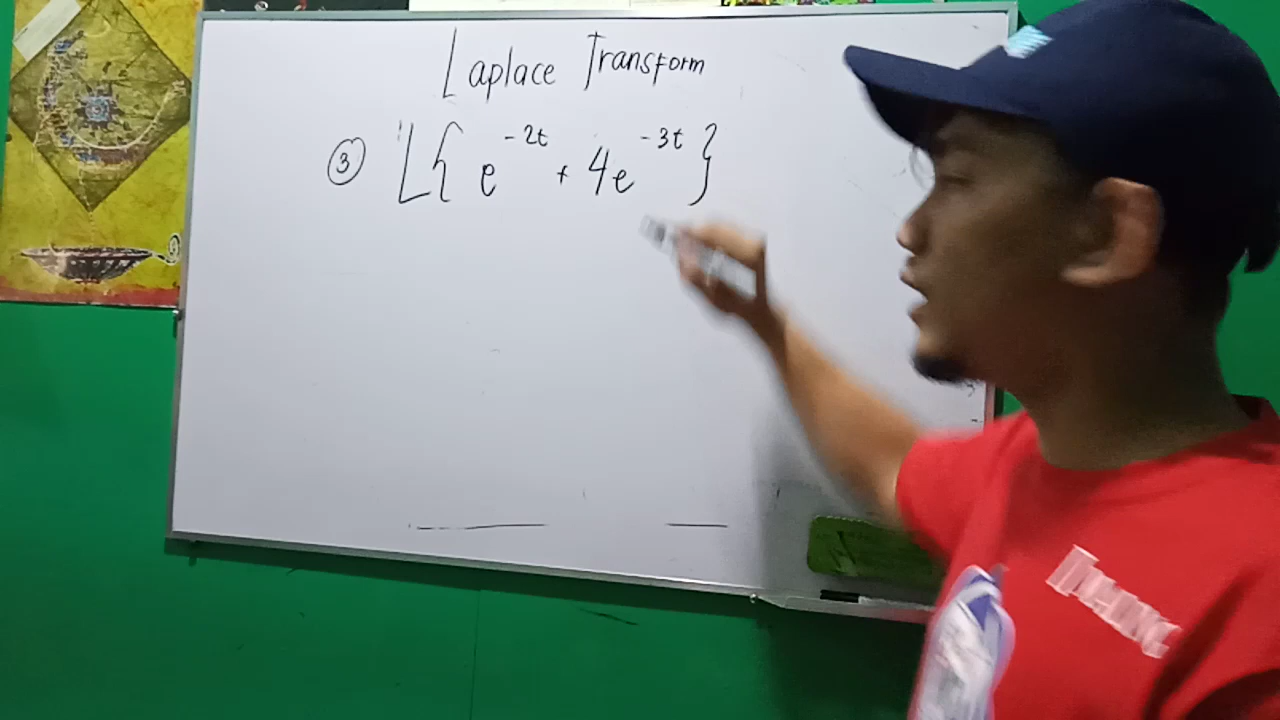 Laplace Transform
③ L{ e^-2t + 4e^-3t }